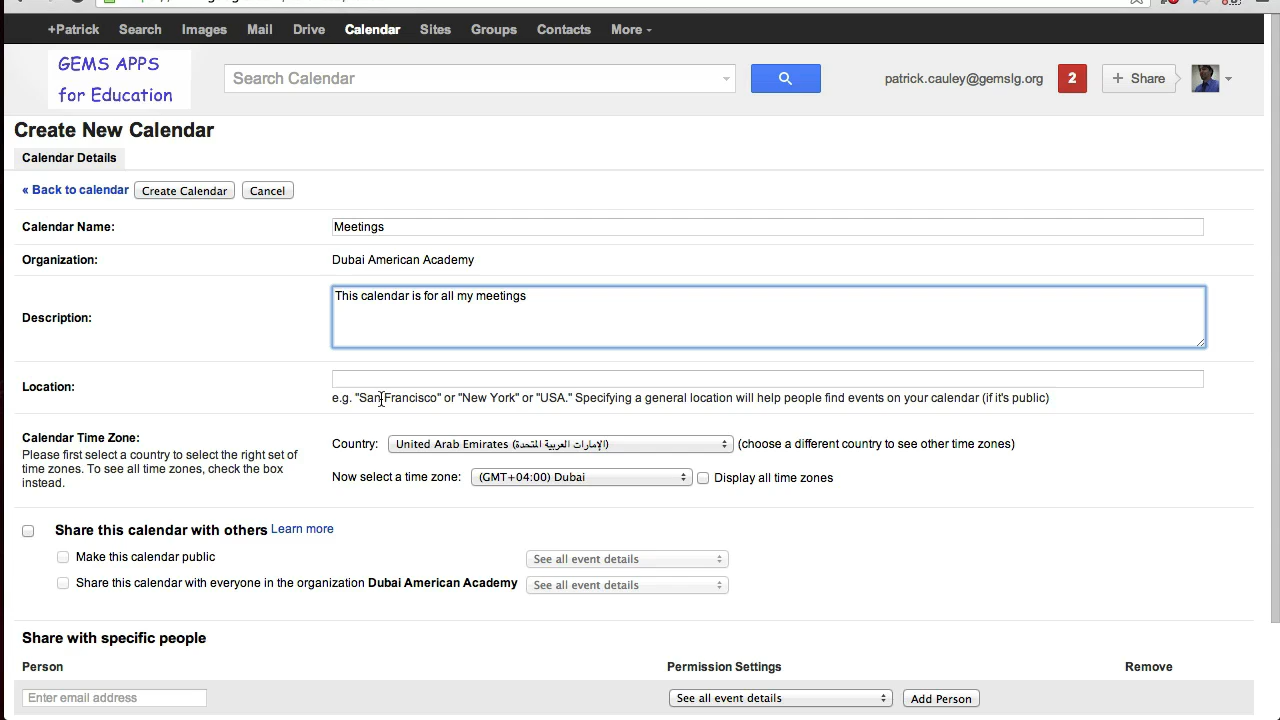 +Patrick Search Images Mail Drive Calendar Sites Groups Contacts More
GEMS APPS
for Education
Search Calendar
patrick.cauley@gemslg.org 2 + Share
Create New Calendar
Calendar Details
« Back to calendar Create Calendar Cancel
Calendar Name: Meetings
Organization: Dubai American Academy
Description: This calendar is for all my meetings
Location:
e.g. "San Francisco" or "New York" or "USA." Specifying a general location will help people find events on your calendar (if it's public)
Calendar Time Zone:
Please first select a country to select the right set of
time zones. To see all time zones, check the box
instead.
Country: United Arab Emirates (الإمارات العربية المتحدة) (choose a different country to see other time zones)
Now select a time zone: (GMT+04:00) Dubai Display all time zones
Share this calendar with others Learn more
Make this calendar public See all event details
Share this calendar with everyone in the organization Dubai American Academy See all event details
Share with specific people
Person Permission Settings Remove
Enter email address See all event details Add Person